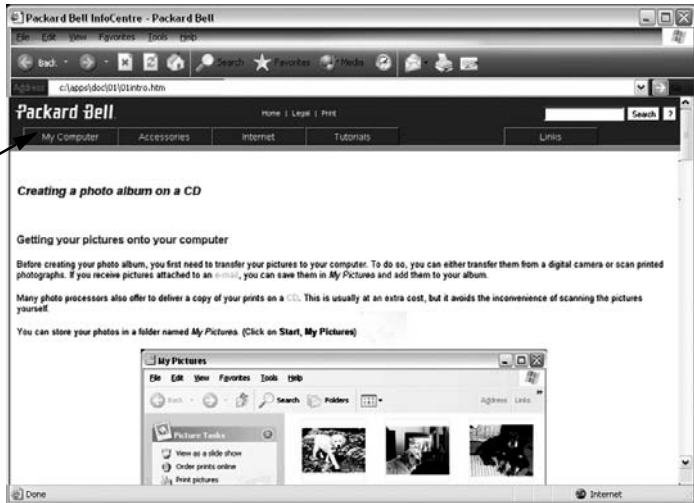 Packard Bell InfoCentre - Packard Bell
File Edit View Favorites Tools Help
Back Search Favorites Media
Address c:\apps\doc\01\01intro.htm
Packard Bell Home | Legal | Print Search ?
My Computer Accessories Internet Tutorials Links
Creating a photo album on a CD
Getting your pictures onto your computer
Before creating your photo album, you first need to transfer your pictures to your computer. To do so, you can either transfer them from a digital camera or scan printed
photographs. If you receive pictures attached to an e-mail, you can save them in My Pictures and add them to your album.
Many photo processors also offer to deliver a copy of your prints on a CD. This is usually at an extra cost, but it avoids the inconvenience of scanning the pictures
yourself.
You can store your photos in a folder named My Pictures. (Click on Start, My Pictures)
My Pictures
File Edit View Favorites Tools Help
Back Search Folders Address Links
Picture Tasks
View as a slide show
Order prints online
Print pictures
Done Internet